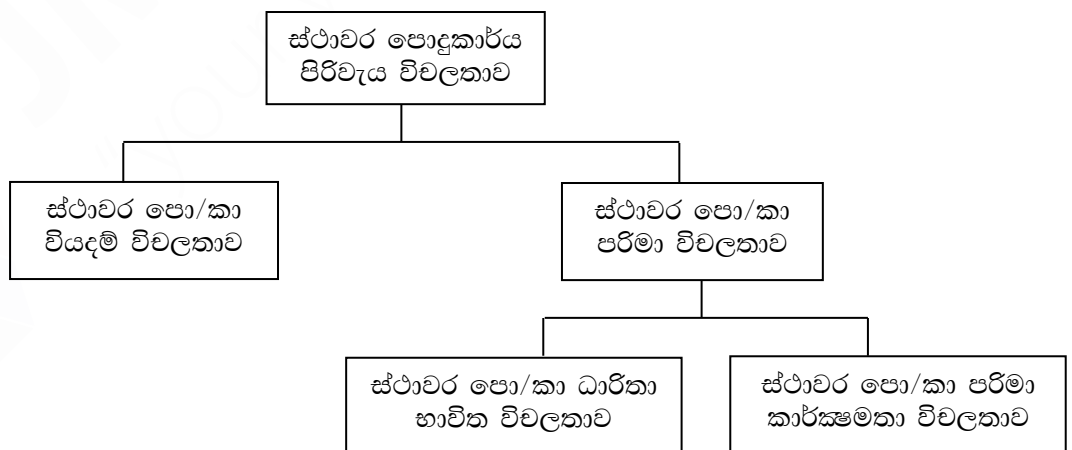 ස්ථාවර පොදුකාර්ය
පිරිවැය විචලතාව
ස්ථාවර පො/කා
වියදම් විචලතාව
ස්ථාවර පො/කා
පරිමා විචලතාව
ස්ථාවර පො/කා ධාරිතා
භාවිත විචලතාව
ස්ථාවර පො/කා පරිමා
කාර්යක්‍ෂමතා විචලතාව